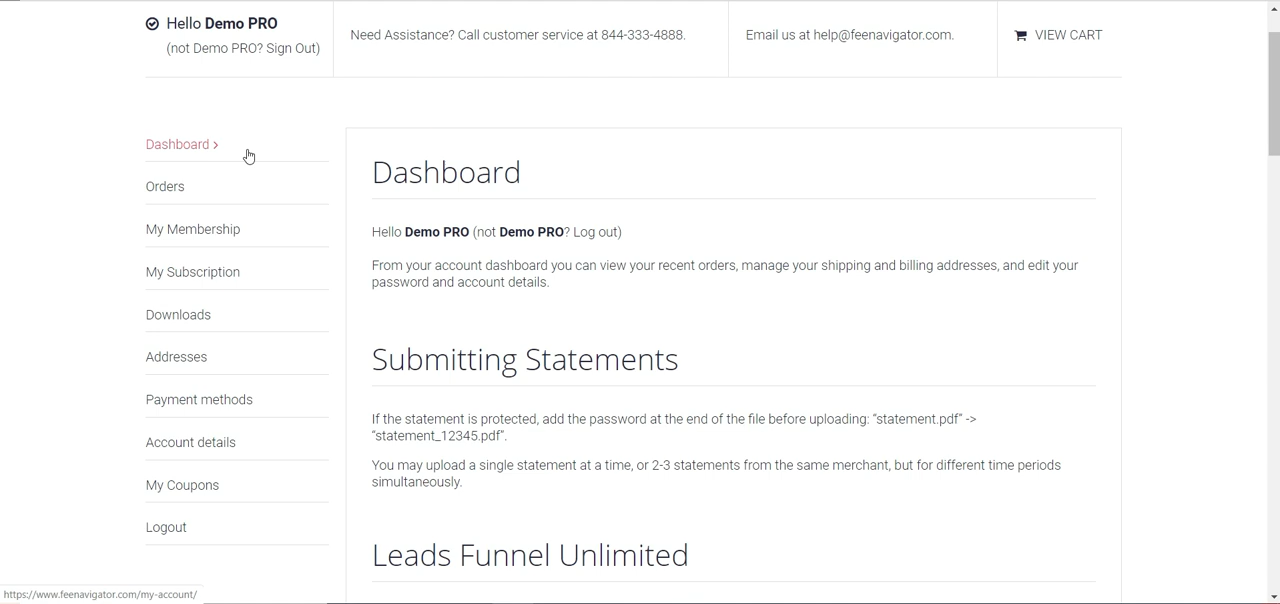 Hello Demo PRO
(not Demo PRO? Sign Out)
Need Assistance? Call customer service at 844-333-4888.
Email us at help@feenavigator.com.
VIEW CART
Dashboard ›
Orders
My Membership
My Subscription
Downloads
Addresses
Payment methods
Account details
My Coupons
Logout
Dashboard
Hello Demo PRO (not Demo PRO? Log out)
From your account dashboard you can view your recent orders, manage your shipping and billing addresses, and edit your
password and account details.
Submitting Statements
If the statement is protected, add the password at the end of the file before uploading: “statement.pdf” ->
“statement_12345.pdf”.
You may upload a single statement at a time, or 2-3 statements from the same merchant, but for different time periods
simultaneously.
Leads Funnel Unlimited
https://www.feenavigator.com/my-account/